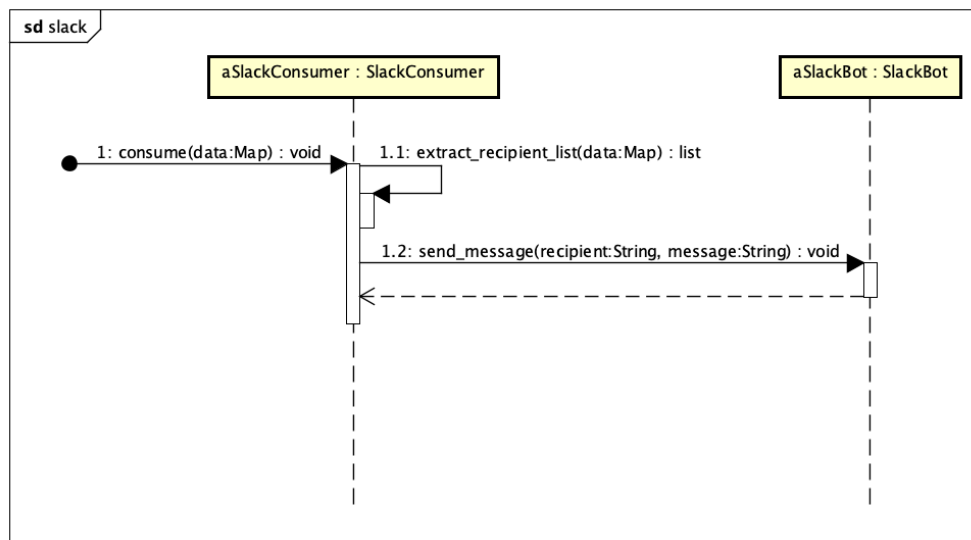 sd slack
aSlackConsumer : SlackConsumer
aSlackBot : SlackBot
1: consume(data:Map) : void
1.1: extract_recipient_list(data:Map) : list
1.2: send_message(recipient:String, message:String) : void